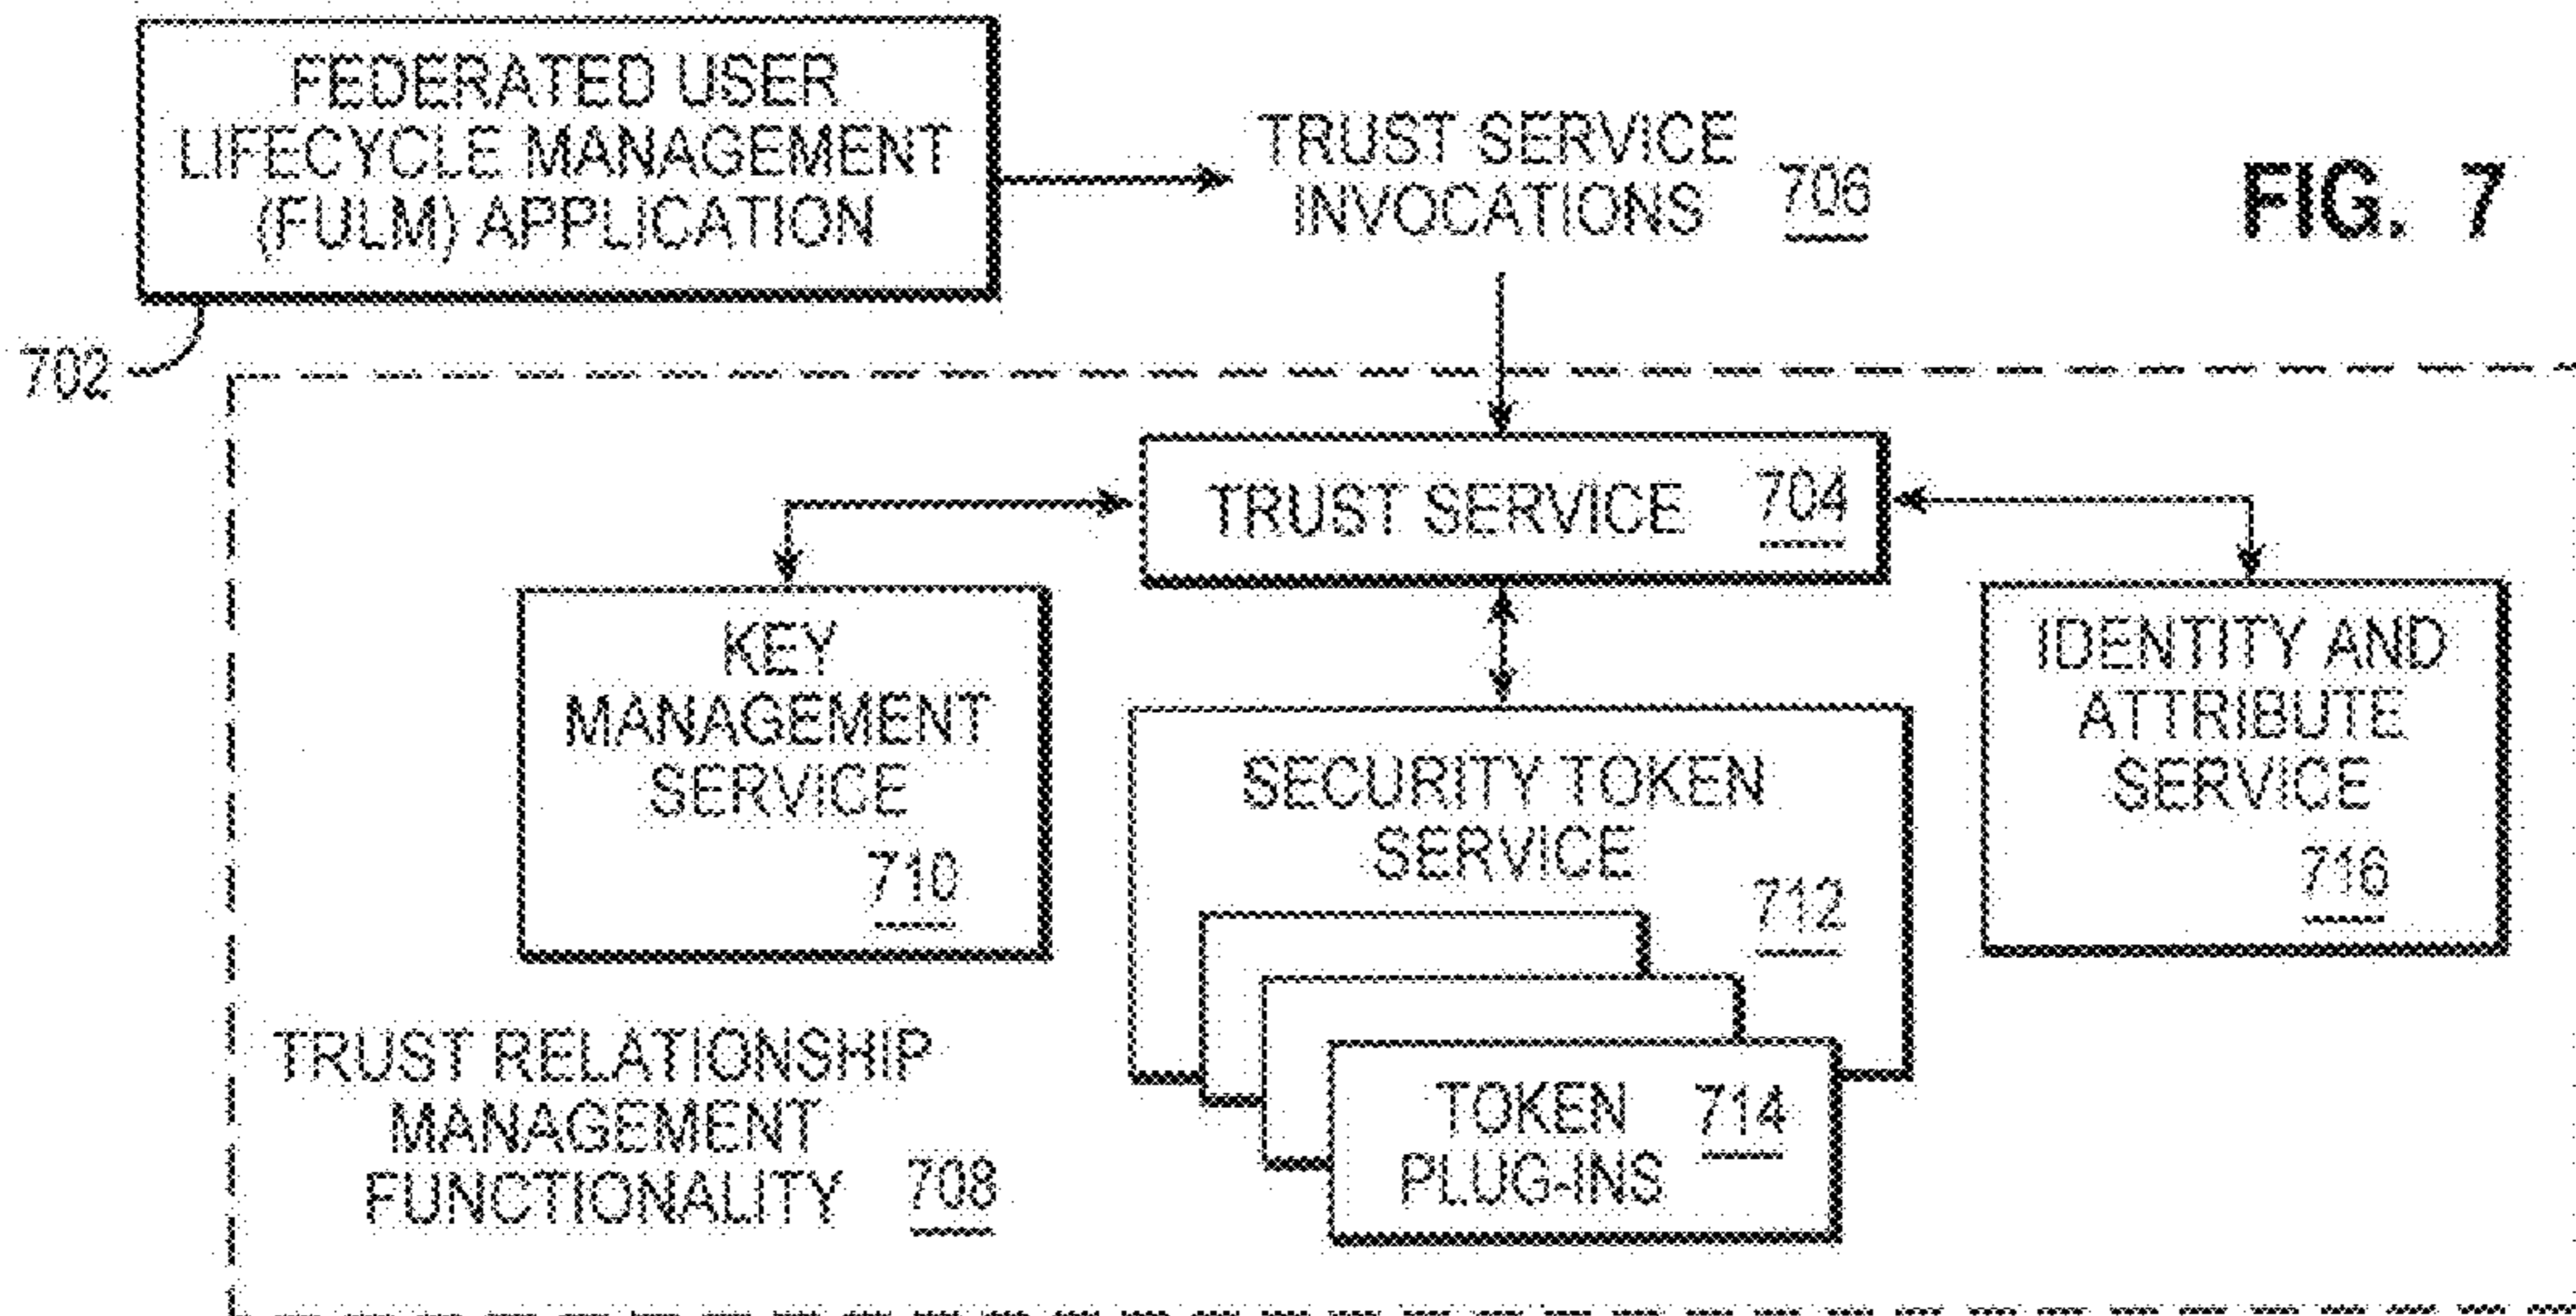 FEDERATED USER
LIFECYCLE MANAGEMENT
(FULM) APPLICATION
702
TRUST SERVICE
INVOCATIONS 706
FIG. 7
TRUST SERVICE 704
KEY
MANAGEMENT
SERVICE
710
SECURITY TOKEN
SERVICE
712
TOKEN 714
PLUG-INS
IDENTITY AND
ATTRIBUTE
SERVICE
716
TRUST RELATIONSHIP
MANAGEMENT
FUNCTIONALITY 708